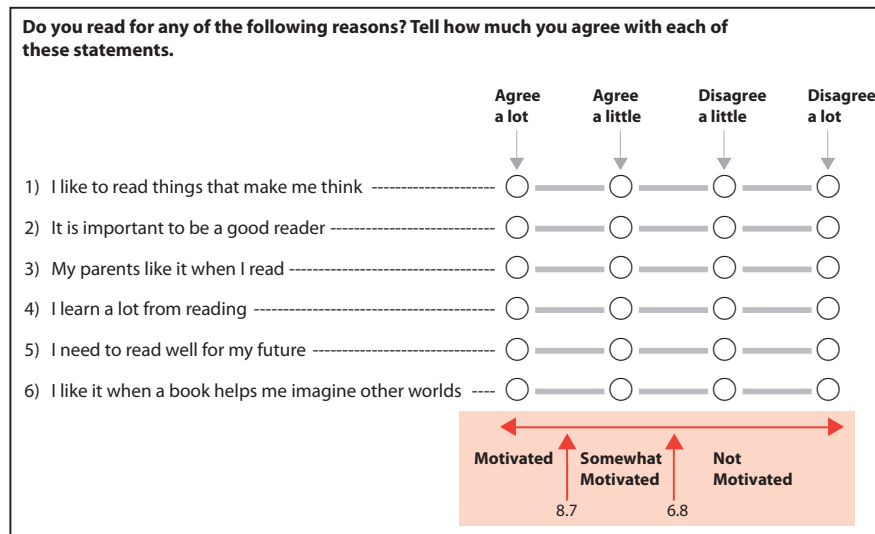 Do you read for any of the following reasons? Tell how much you agree with each of
these statements.
Agree Agree Disagree Disagree
a lot a little a little a lot
1) I like to read things that make me think
2) It is important to be a good reader
3) My parents like it when I read
4) I learn a lot from reading
5) I need to read well for my future
6) I like it when a book helps me imagine other worlds
Motivated Somewhat Not
Motivated Motivated
8.7 6.8